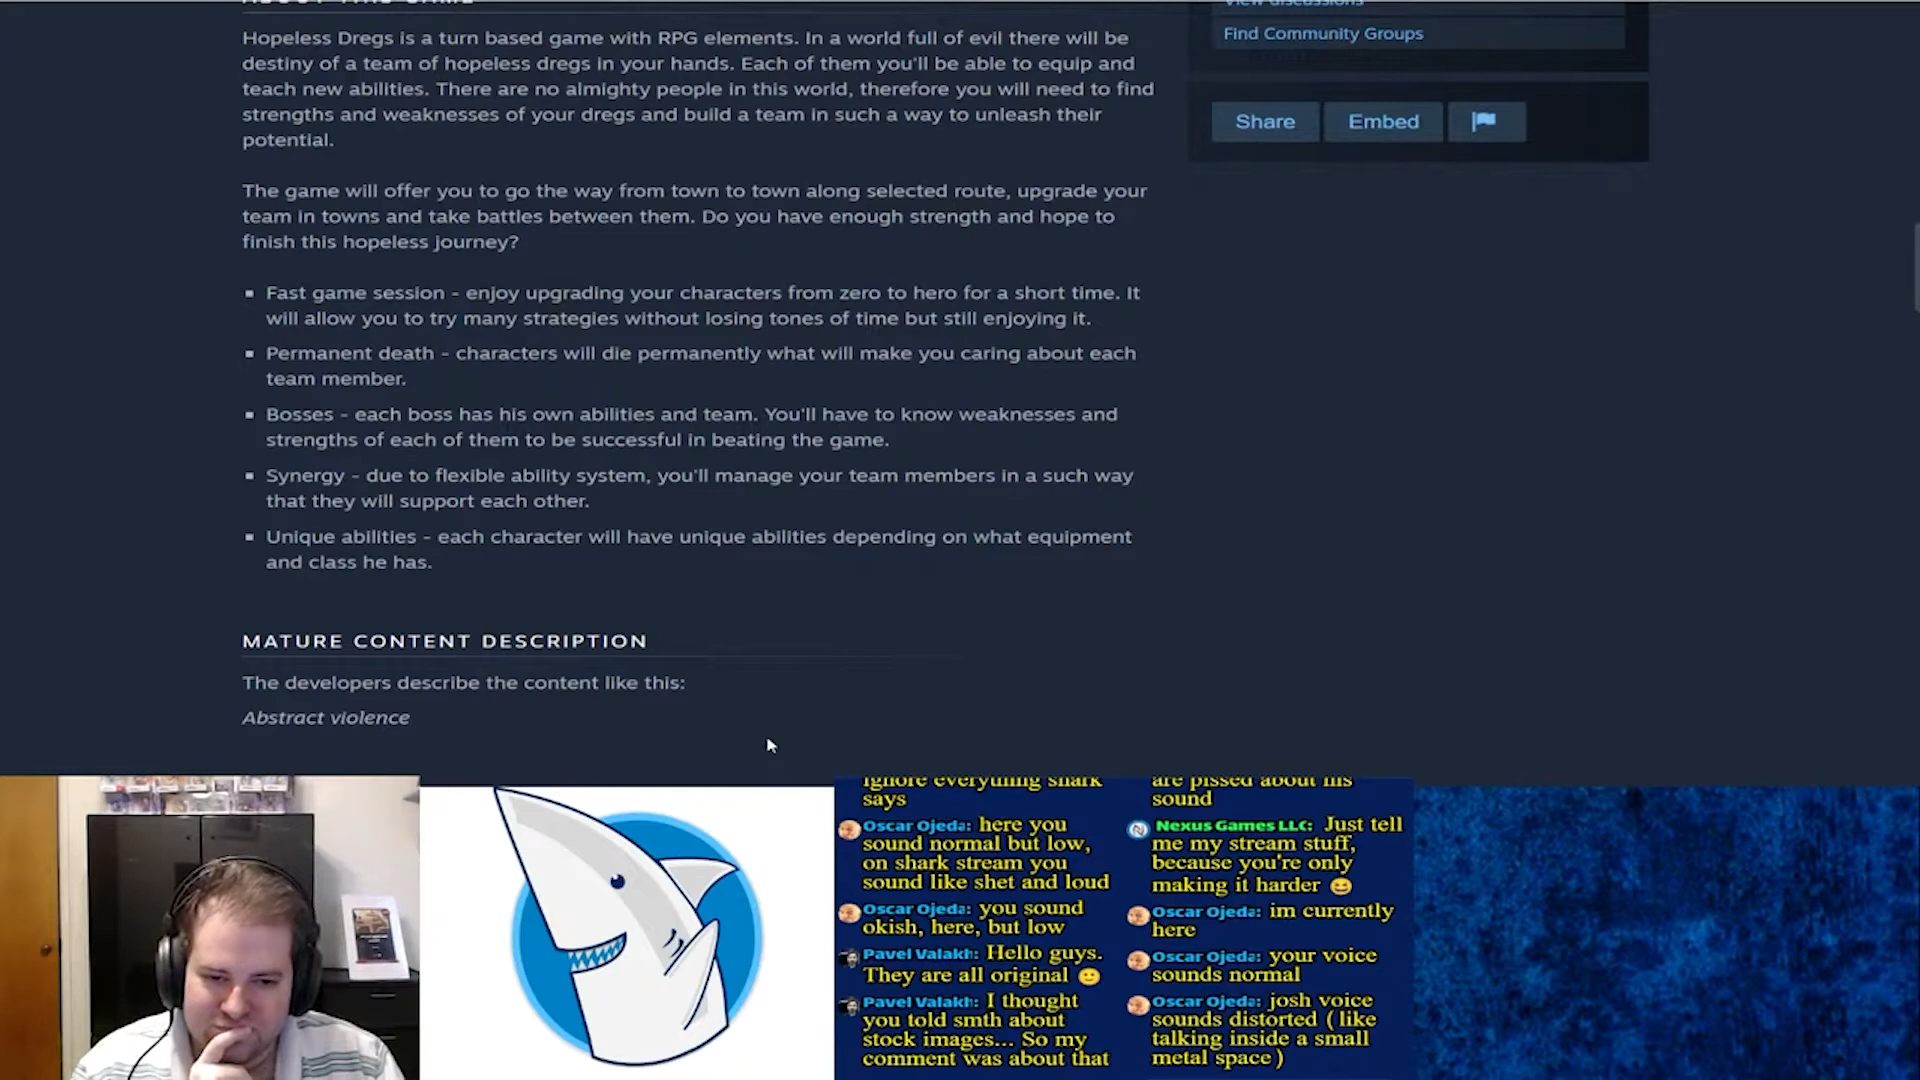 ABOUT THIS GAME
Hopeless Dregs is a turn based game with RPG elements. In a world full of evil there will be
destiny of a team of hopeless dregs in your hands. Each of them you'll be able to equip and
teach new abilities. There are no almighty people in this world, therefore you will need to find
strengths and weaknesses of your dregs and build a team in such a way to unleash their
potential.
The game will offer you to go the way from town to town along selected route, upgrade your
team in towns and take battles between them. Do you have enough strength and hope to
finish this hopeless journey?
▪ Fast game session - enjoy upgrading your characters from zero to hero for a short time. It
will allow you to try many strategies without losing tones of time but still enjoying it.
▪ Permanent death - characters will die permanently what will make you caring about each
team member.
▪ Bosses - each boss has his own abilities and team. You'll have to know weaknesses and
strengths of each of them to be successful in beating the game.
▪ Synergy - due to flexible ability system, you'll manage your team members in a such way
that they will support each other.
▪ Unique abilities - each character will have unique abilities depending on what equipment
and class he has.
MATURE CONTENT DESCRIPTION
The developers describe the content like this:
Abstract violence
View discussions
Find Community Groups
Share
Embed
ignore everything shark
says
Oscar Ojeda: here you
sound normal but low,
on shark stream you
sound like shet and loud
Oscar Ojeda: you sound
okish, here, but low
Pavel Valakh: Hello guys.
They are all original 🙂
Pavel Valakh: I thought
you told smth about
stock images... So my
comment was about that
are pissed about his
sound
Nexus Games LLC: Just tell
me my stream stuff,
because you're only
making it harder 😆
Oscar Ojeda: im currently
here
Oscar Ojeda: your voice
sounds normal
Oscar Ojeda: josh voice
sounds distorted (like
talking inside a small
metal space)